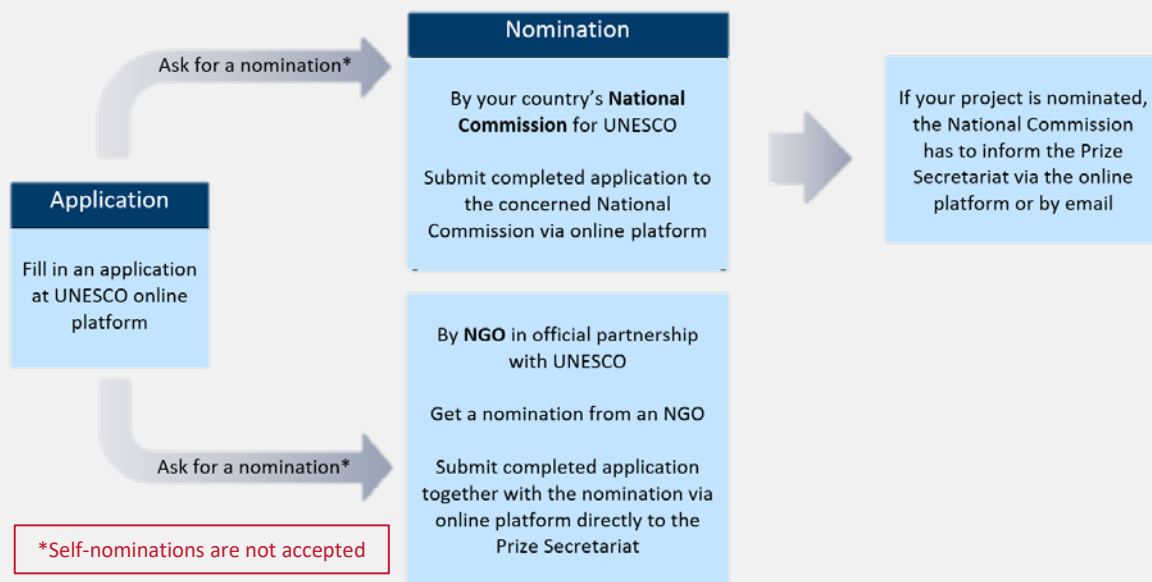 Ask for a nomination*
Nomination
By your country's National
Commission for UNESCO
Submit completed application to
the concerned National
Commission via online platform
If your project is nominated,
the National Commission
has to inform the Prize
Secretariat via the online
platform or by email
Application
Fill in an application
at UNESCO online
platform
By NGO in official partnership
with UNESCO
Get a nomination from an NGO
Submit completed application
together with the nomination via
online platform directly to the
Prize Secretariat
Ask for a nomination*
*Self-nominations are not accepted